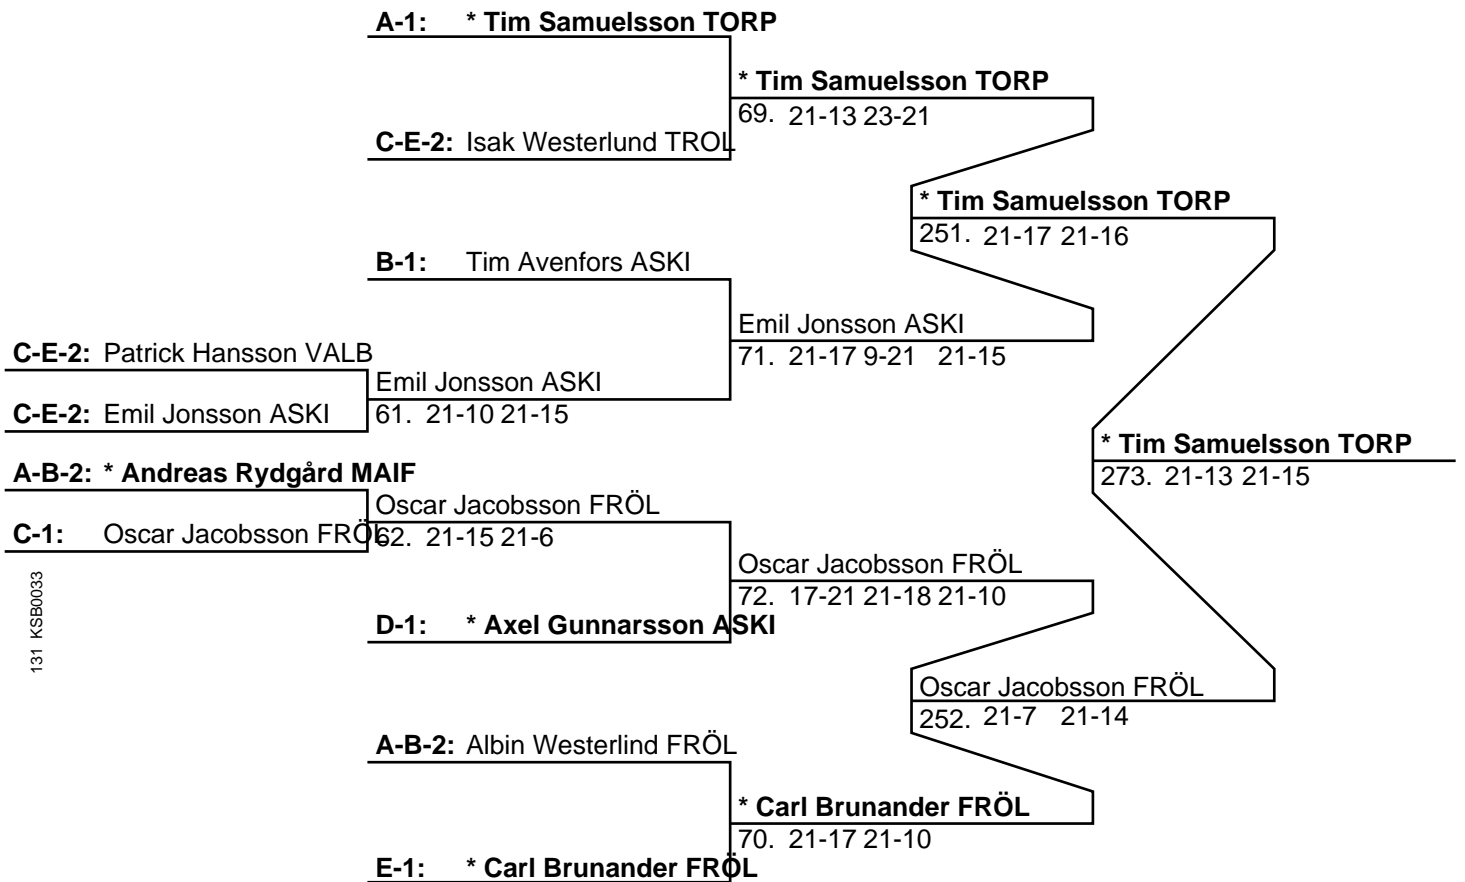 A-1: * Tim Samuelsson TORP
* Tim Samuelsson TORP
69. 21-13 23-21
C-E-2: Isak Westerlund TROL
* Tim Samuelsson TORP
251. 21-17 21-16
B-1: Tim Avenfors ASKI
Emil Jonsson ASKI
71. 21-17 9-21 21-15
C-E-2: Patrick Hansson VALB
Emil Jonsson ASKI
61. 21-10 21-15
C-E-2: Emil Jonsson ASKI
* Tim Samuelsson TORP
273. 21-13 21-15
A-B-2: * Andreas Rydgård MAIF
Oscar Jacobsson FRÖL
62. 21-15 21-6
C-1: Oscar Jacobsson FRÖL
Oscar Jacobsson FRÖL
72. 17-21 21-18 21-10
D-1: * Axel Gunnarsson ASKI
131 KSB0033
Oscar Jacobsson FRÖL
252. 21-7 21-14
A-B-2: Albin Westerlind FRÖL
* Carl Brunander FRÖL
70. 21-17 21-10
E-1: * Carl Brunander FRÖL